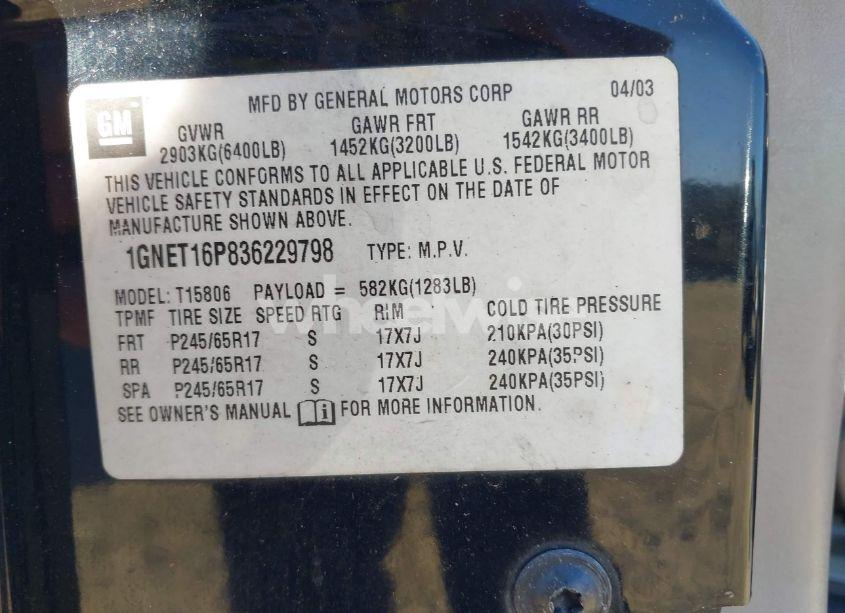 GM
MFD BY GENERAL MOTORS CORP 04/03
GVWR GAWR FRT GAWR RR
2903KG(6400LB) 1452KG(3200LB) 1542KG(3400LB)
THIS VEHICLE CONFORMS TO ALL APPLICABLE U.S. FEDERAL MOTOR
VEHICLE SAFETY STANDARDS IN EFFECT ON THE DATE OF
MANUFACTURE SHOWN ABOVE.
1GNET16P836229798 TYPE: M.P.V.
MODEL: T15806 PAYLOAD = 582KG(1283LB)
TPMF TIRE SIZE SPEED RTG RIM COLD TIRE PRESSURE
FRT P245/65R17 S 17X7J 210KPA(30PSI)
RR P245/65R17 S 17X7J 240KPA(35PSI)
SPA P245/65R17 S 17X7J 240KPA(35PSI)
SEE OWNER'S MANUAL i FOR MORE INFORMATION.